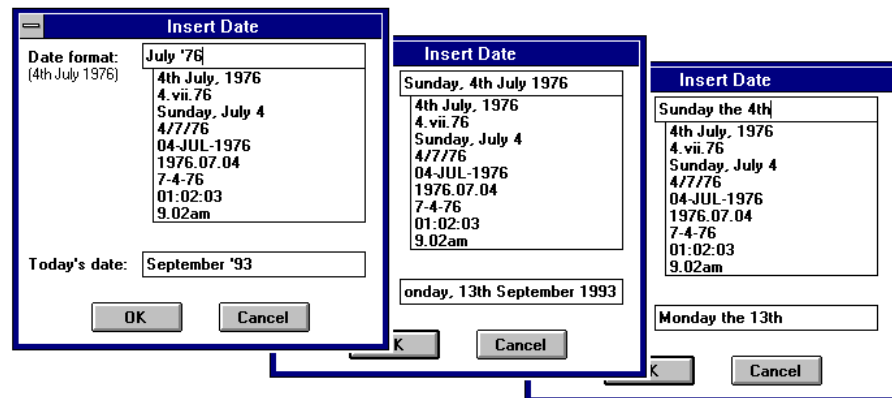 Insert Date
Date format:
(4th July 1976)
July '76
4th July, 1976
4.vii.76
Sunday, July 4
4/7/76
04-JUL-1976
1976.07.04
7-4-76
01:02:03
9.02am
Today's date:
September '93
OK
Cancel
Insert Date
Sunday, 4th July 1976
4th July, 1976
4.vii.76
Sunday, July 4
4/7/76
04-JUL-1976
1976.07.04
7-4-76
01:02:03
9.02am
onday, 13th September 1993
K
Cancel
Insert Date
Sunday the 4th
4th July, 1976
4.vii.76
Sunday, July 4
4/7/76
04-JUL-1976
1976.07.04
7-4-76
01:02:03
9.02am
Monday the 13th
K
Cancel